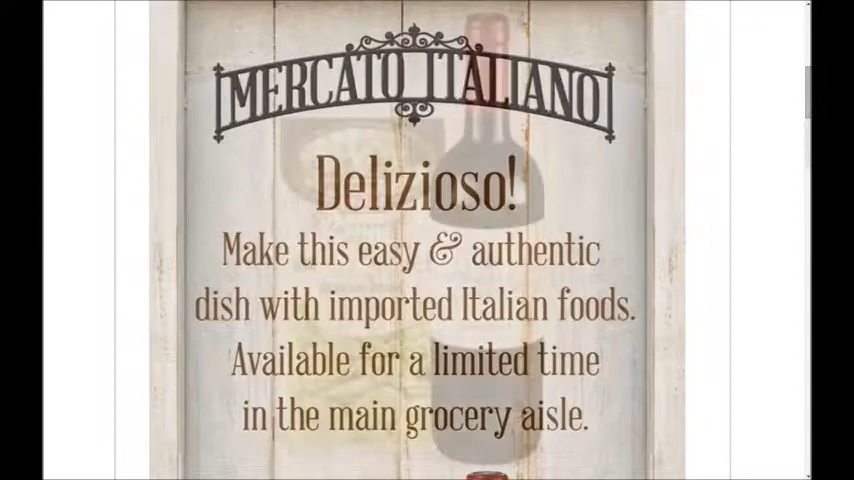 MERCATO ITALIANO
Delizioso!
Make this easy & authentic
dish with imported Italian foods.
Available for a limited time
in the main grocery aisle.